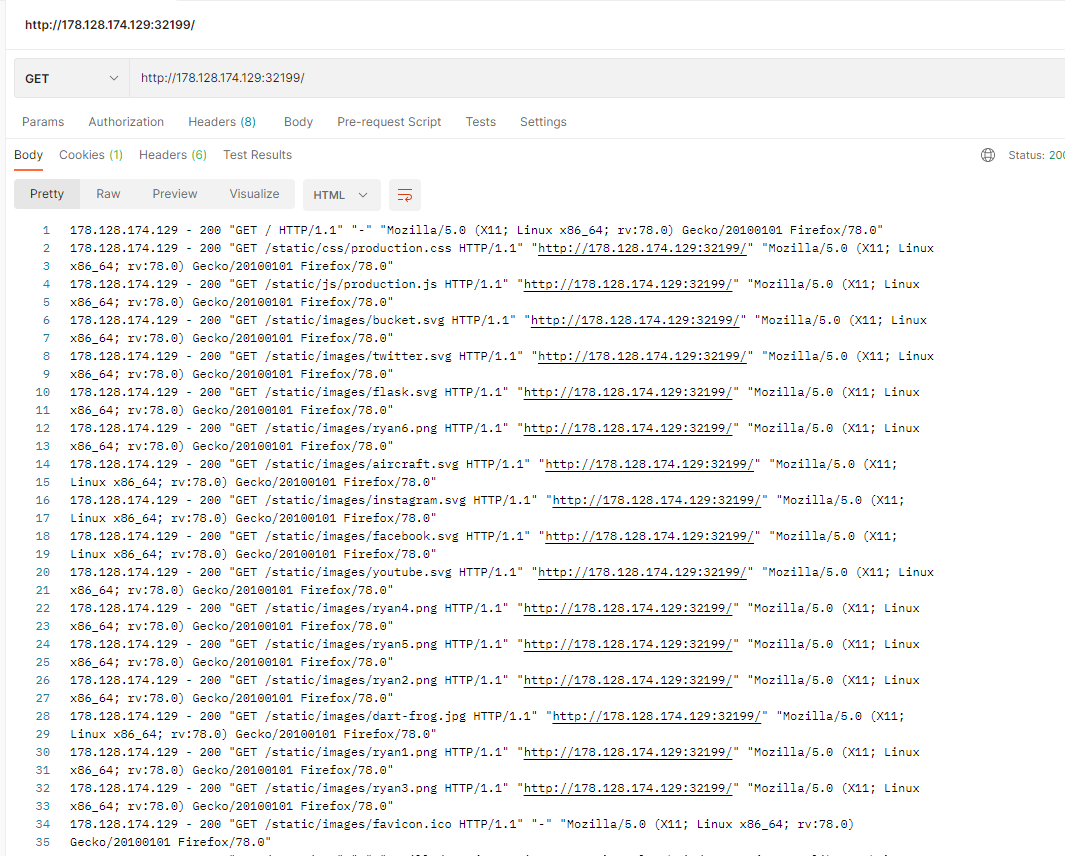 http://178.128.174.129:32199/
GET http://178.128.174.129:32199/
Params Authorization Headers (8) Body Pre-request Script Tests Settings
Body Cookies (1) Headers (6) Test Results Status: 200
Pretty Raw Preview Visualize HTML
1 178.128.174.129 - 200 "GET / HTTP/1.1" "-" "Mozilla/5.0 (X11; Linux x86_64; rv:78.0) Gecko/20100101 Firefox/78.0"
2 178.128.174.129 - 200 "GET /static/css/production.css HTTP/1.1" "http://178.128.174.129:32199/" "Mozilla/5.0 (X11; Linux
3 x86_64; rv:78.0) Gecko/20100101 Firefox/78.0"
4 178.128.174.129 - 200 "GET /static/js/production.js HTTP/1.1" "http://178.128.174.129:32199/" "Mozilla/5.0 (X11; Linux
5 x86_64; rv:78.0) Gecko/20100101 Firefox/78.0"
6 178.128.174.129 - 200 "GET /static/images/bucket.svg HTTP/1.1" "http://178.128.174.129:32199/" "Mozilla/5.0 (X11; Linux
7 x86_64; rv:78.0) Gecko/20100101 Firefox/78.0"
8 178.128.174.129 - 200 "GET /static/images/twitter.svg HTTP/1.1" "http://178.128.174.129:32199/" "Mozilla/5.0 (X11; Linux
9 x86_64; rv:78.0) Gecko/20100101 Firefox/78.0"
10 178.128.174.129 - 200 "GET /static/images/flask.svg HTTP/1.1" "http://178.128.174.129:32199/" "Mozilla/5.0 (X11; Linux
11 x86_64; rv:78.0) Gecko/20100101 Firefox/78.0"
12 178.128.174.129 - 200 "GET /static/images/ryan6.png HTTP/1.1" "http://178.128.174.129:32199/" "Mozilla/5.0 (X11; Linux
13 x86_64; rv:78.0) Gecko/20100101 Firefox/78.0"
14 178.128.174.129 - 200 "GET /static/images/aircraft.svg HTTP/1.1" "http://178.128.174.129:32199/" "Mozilla/5.0 (X11;
15 Linux x86_64; rv:78.0) Gecko/20100101 Firefox/78.0"
16 178.128.174.129 - 200 "GET /static/images/instagram.svg HTTP/1.1" "http://178.128.174.129:32199/" "Mozilla/5.0 (X11;
17 Linux x86_64; rv:78.0) Gecko/20100101 Firefox/78.0"
18 178.128.174.129 - 200 "GET /static/images/facebook.svg HTTP/1.1" "http://178.128.174.129:32199/" "Mozilla/5.0 (X11;
19 Linux x86_64; rv:78.0) Gecko/20100101 Firefox/78.0"
20 178.128.174.129 - 200 "GET /static/images/youtube.svg HTTP/1.1" "http://178.128.174.129:32199/" "Mozilla/5.0 (X11; Linux
21 x86_64; rv:78.0) Gecko/20100101 Firefox/78.0"
22 178.128.174.129 - 200 "GET /static/images/ryan4.png HTTP/1.1" "http://178.128.174.129:32199/" "Mozilla/5.0 (X11; Linux
23 x86_64; rv:78.0) Gecko/20100101 Firefox/78.0"
24 178.128.174.129 - 200 "GET /static/images/ryan5.png HTTP/1.1" "http://178.128.174.129:32199/" "Mozilla/5.0 (X11; Linux
25 x86_64; rv:78.0) Gecko/20100101 Firefox/78.0"
26 178.128.174.129 - 200 "GET /static/images/ryan2.png HTTP/1.1" "http://178.128.174.129:32199/" "Mozilla/5.0 (X11; Linux
27 x86_64; rv:78.0) Gecko/20100101 Firefox/78.0"
28 178.128.174.129 - 200 "GET /static/images/dart-frog.jpg HTTP/1.1" "http://178.128.174.129:32199/" "Mozilla/5.0 (X11;
29 Linux x86_64; rv:78.0) Gecko/20100101 Firefox/78.0"
30 178.128.174.129 - 200 "GET /static/images/ryan1.png HTTP/1.1" "http://178.128.174.129:32199/" "Mozilla/5.0 (X11; Linux
31 x86_64; rv:78.0) Gecko/20100101 Firefox/78.0"
32 178.128.174.129 - 200 "GET /static/images/ryan3.png HTTP/1.1" "http://178.128.174.129:32199/" "Mozilla/5.0 (X11; Linux
33 x86_64; rv:78.0) Gecko/20100101 Firefox/78.0"
34 178.128.174.129 - 200 "GET /static/images/favicon.ico HTTP/1.1" "-" "Mozilla/5.0 (X11; Linux x86_64; rv:78.0)
35 Gecko/20100101 Firefox/78.0"